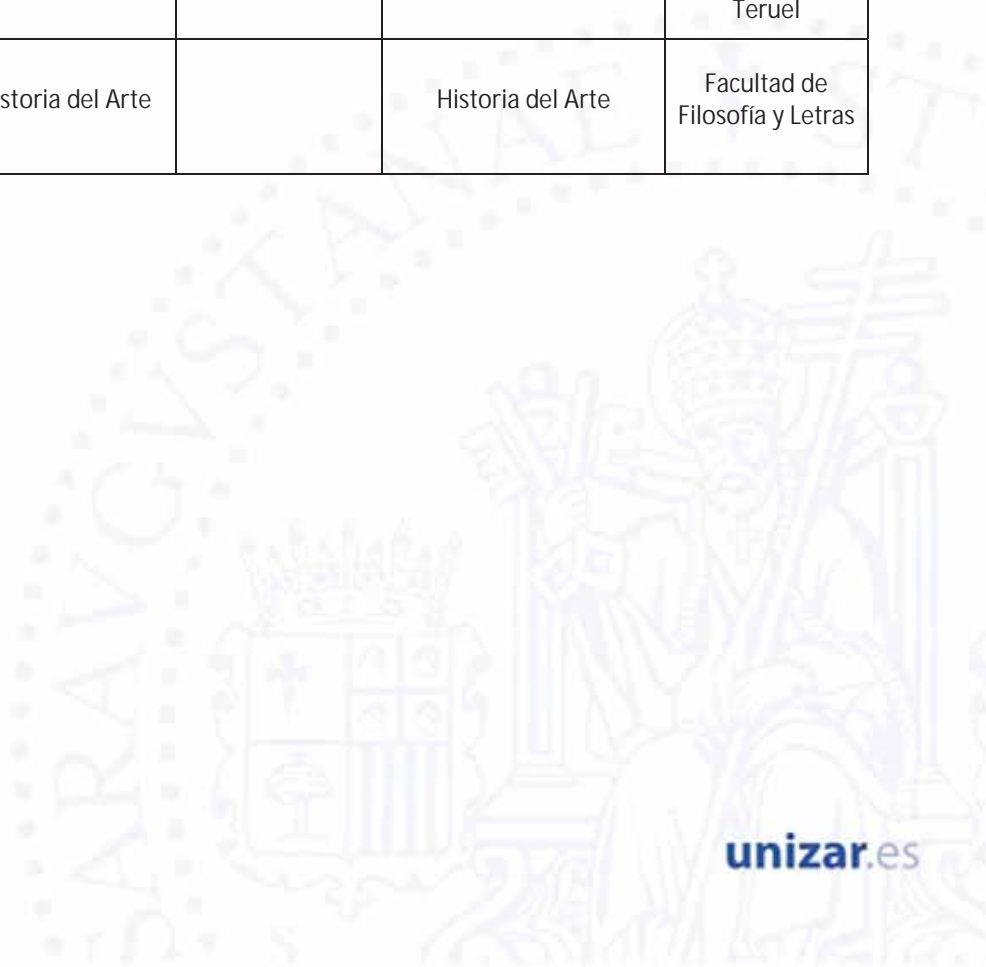 Teruel
storia del Arte
Historia del Arte
Facultad de
Filosofía y Letras
unizar.es